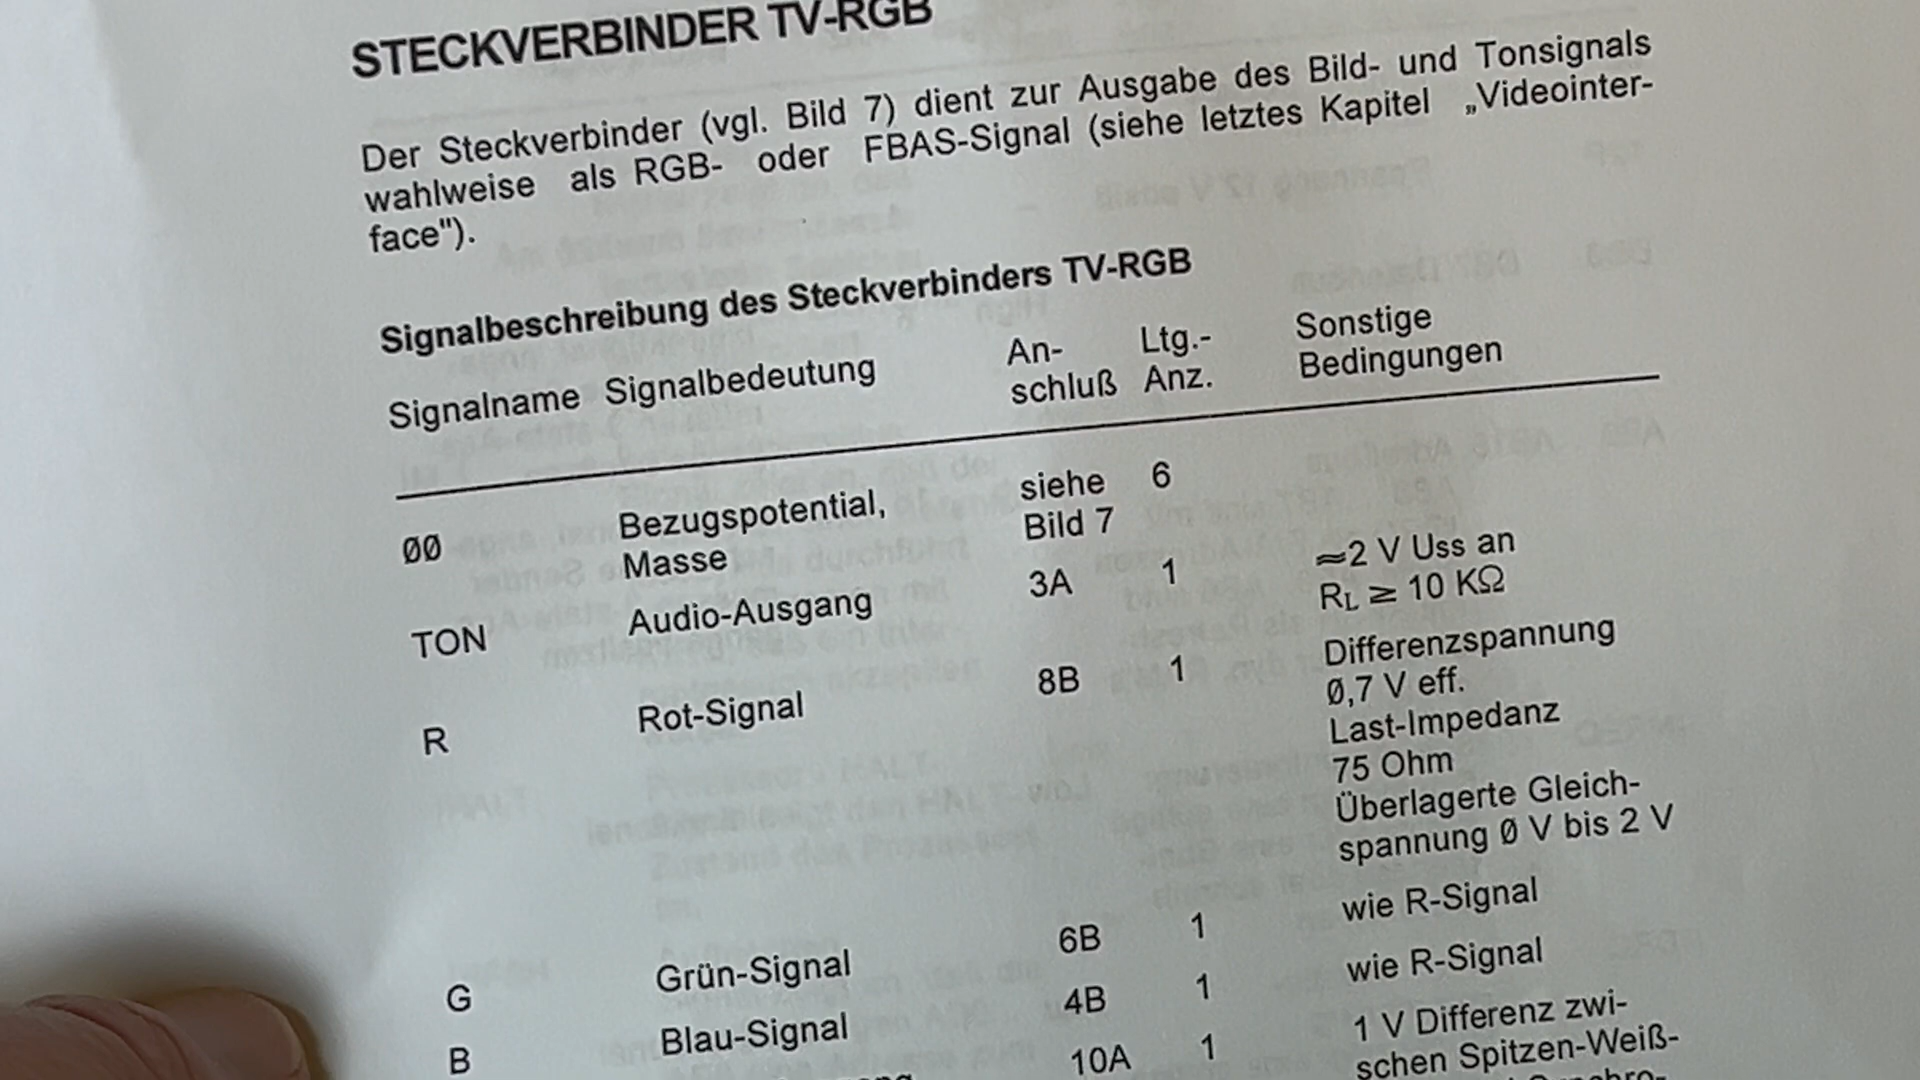 STECKVERBINDER TV-RGB
Der Steckverbinder (vgl. Bild 7) dient zur Ausgabe des Bild- und Tonsignals
wahlweise als RGB- oder FBAS-Signal (siehe letztes Kapitel „Videointer-
face").
Signalbeschreibung des Steckverbinders TV-RGB
Signalname Signalbedeutung An- Ltg.- Sonstige
schluß Anz. Bedingungen
ØØ Bezugspotential, siehe 6
Masse Bild 7
TON Audio-Ausgang 3A 1 ≈2 V Uss an
RL ≥ 10 KΩ
R Rot-Signal 8B 1 Differenzspannung
Ø,7 V eff.
Last-Impedanz
75 Ohm
Überlagerte Gleich-
spannung Ø V bis 2 V
G Grün-Signal 6B 1 wie R-Signal
B Blau-Signal 4B 1 wie R-Signal
10A 1 1 V Differenz zwi-
schen Spitzen-Weiß-